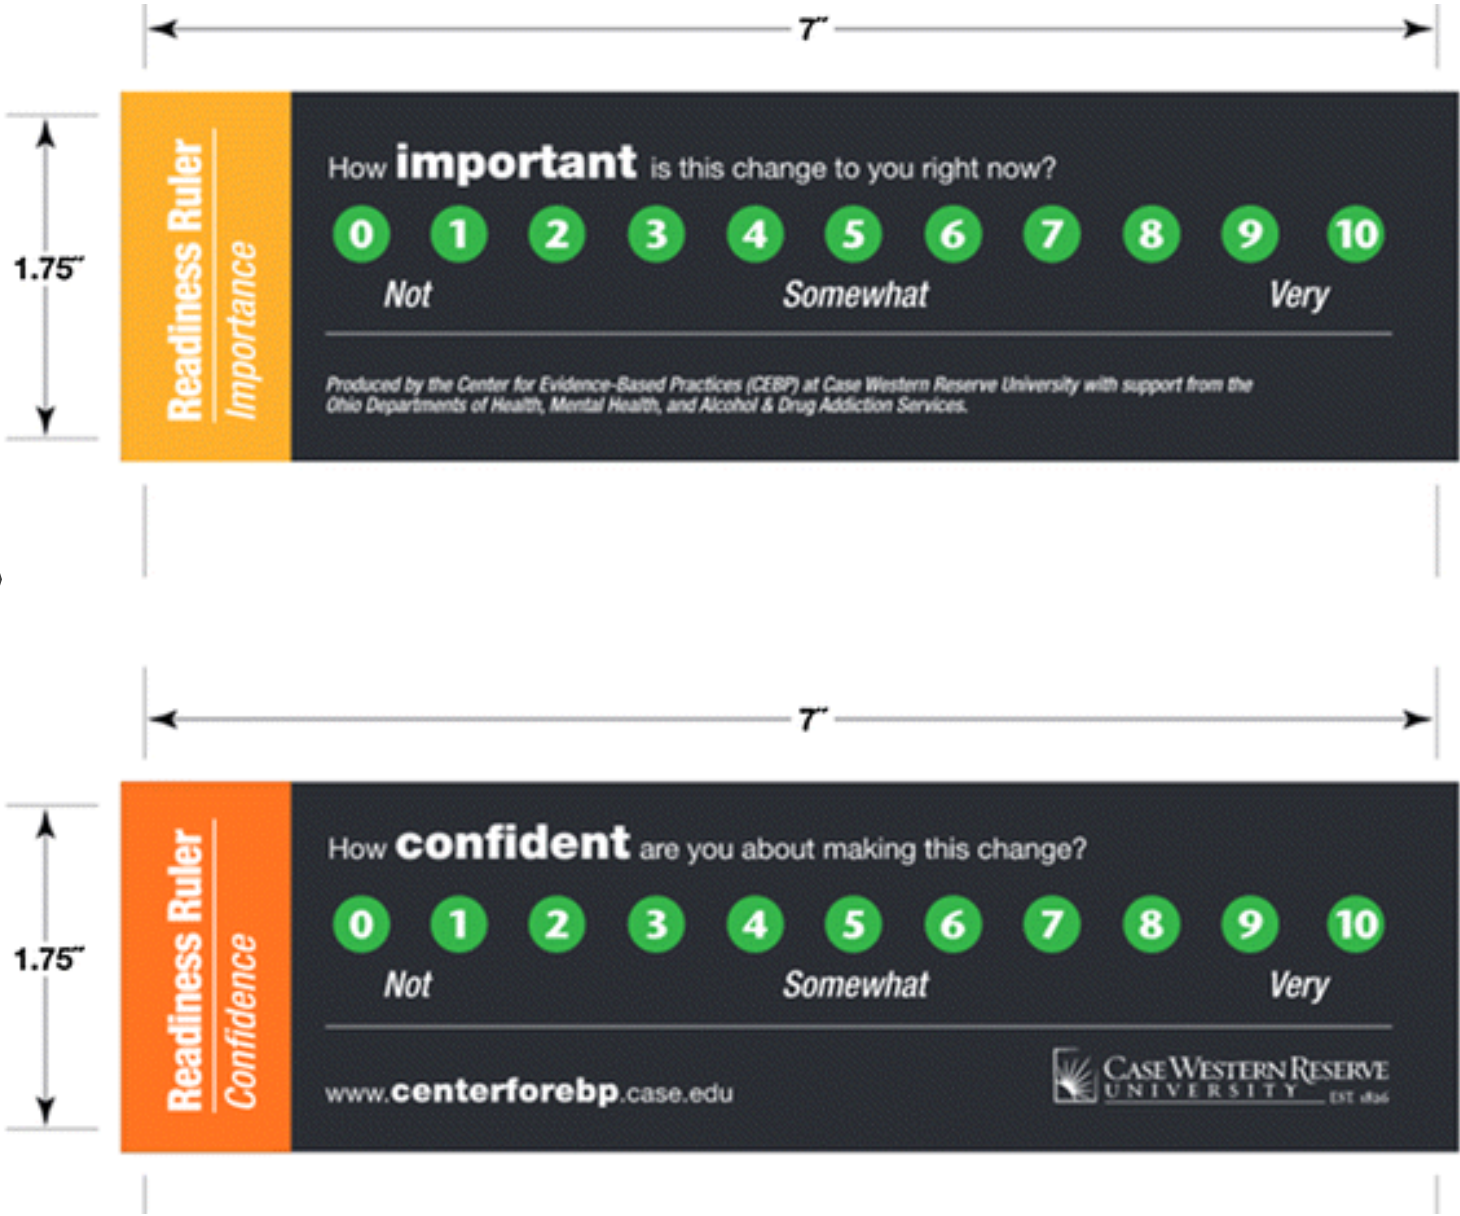 7″
1.75″
Readiness Ruler
Importance
How important is this change to you right now?
0 1 2 3 4 5 6 7 8 9 10
Not Somewhat Very
Produced by the Center for Evidence-Based Practices (CEBP) at Case Western Reserve University with support from the
Ohio Departments of Health, Mental Health, and Alcohol & Drug Addiction Services.
7″
1.75″
Readiness Ruler
Confidence
How confident are you about making this change?
0 1 2 3 4 5 6 7 8 9 10
Not Somewhat Very
www.centerforebp.case.edu
CASE WESTERN RESERVE
UNIVERSITY
EST. 1826